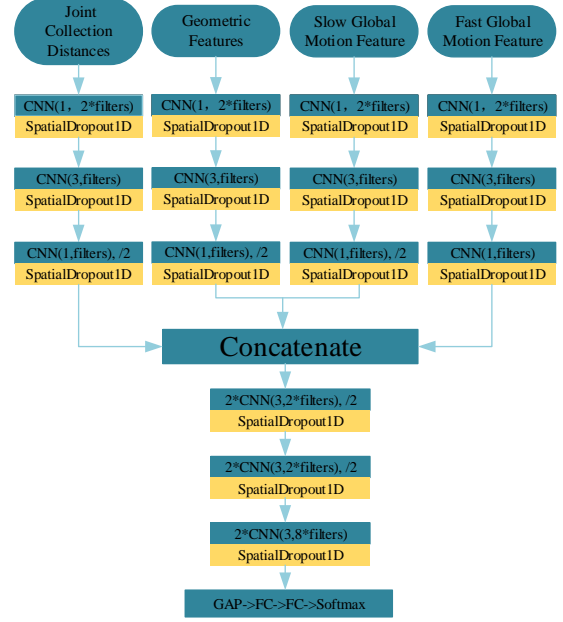 Joint
Collection
Distances
Geometric
Features
Slow Global
Motion Feature
Fast Global
Motion Feature
CNN(1, 2*filters)
SpatialDropout1D
CNN(1, 2*filters)
SpatialDropout1D
CNN(1, 2*filters)
SpatialDropout1D
CNN(1, 2*filters)
SpatialDropout1D
CNN(3,filters)
SpatialDropout1D
CNN(3,filters)
SpatialDropout1D
CNN(3,filters)
SpatialDropout1D
CNN(3,filters)
SpatialDropout1D
CNN(1,filters), /2
SpatialDropout1D
CNN(1,filters), /2
SpatialDropout1D
CNN(1,filters), /2
SpatialDropout1D
CNN(1,filters)
SpatialDropout1D
Concatenate
2*CNN(3,2*filters), /2
SpatialDropout1D
2*CNN(3,2*filters), /2
SpatialDropout1D
2*CNN(3,8*filters)
SpatialDropout1D
GAP->FC->FC->Softmax